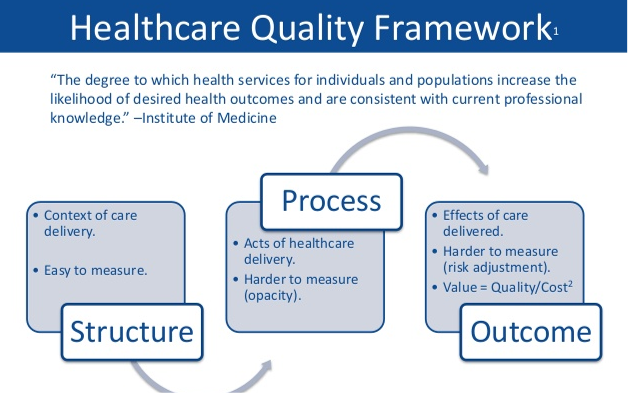 Healthcare Quality Framework1
“The degree to which health services for individuals and populations increase the
likelihood of desired health outcomes and are consistent with current professional
knowledge.” –Institute of Medicine
• Context of care
delivery.
• Easy to measure.
Structure
Process
• Acts of healthcare
delivery.
• Harder to measure
(opacity).
• Effects of care
delivered.
• Harder to measure
(risk adjustment).
• Value = Quality/Cost2
Outcome